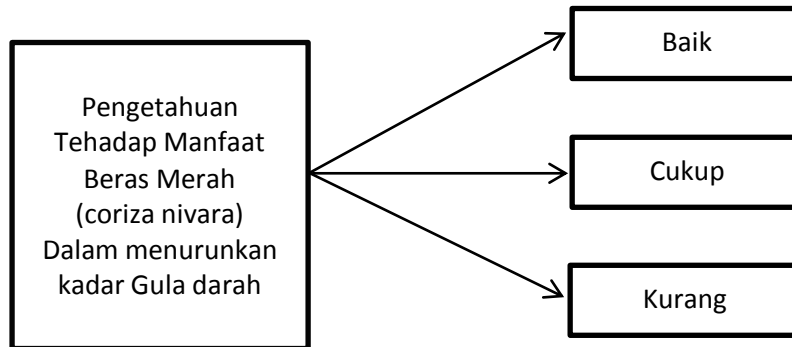 Pengetahuan
Tehadap Manfaat
Beras Merah
(coriza nivara)
Dalam menurunkan
kadar Gula darah
Baik
Cukup
Kurang